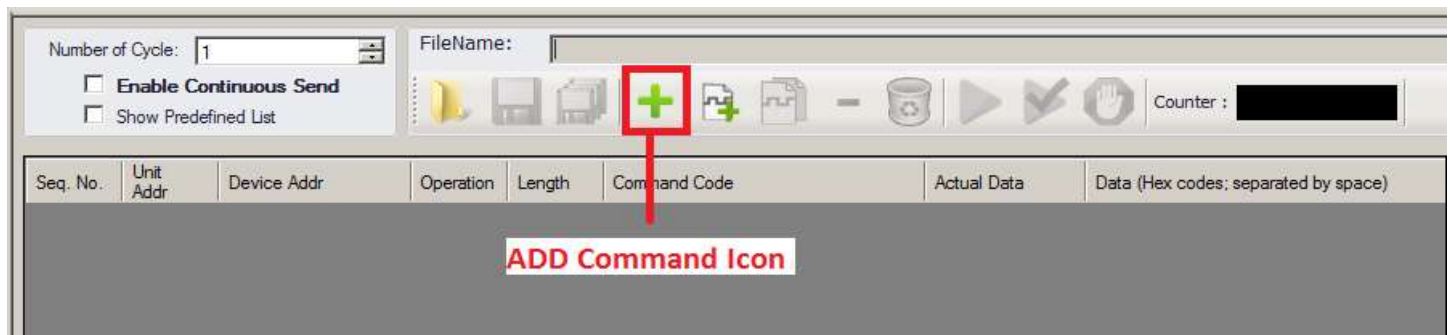 Number of Cycle: 1
Enable Continuous Send
Show Predefined List
FileName:
Counter :
Seq. No. Unit Addr Device Addr Operation Length Command Code Actual Data Data (Hex codes; separated by space)
ADD Command Icon